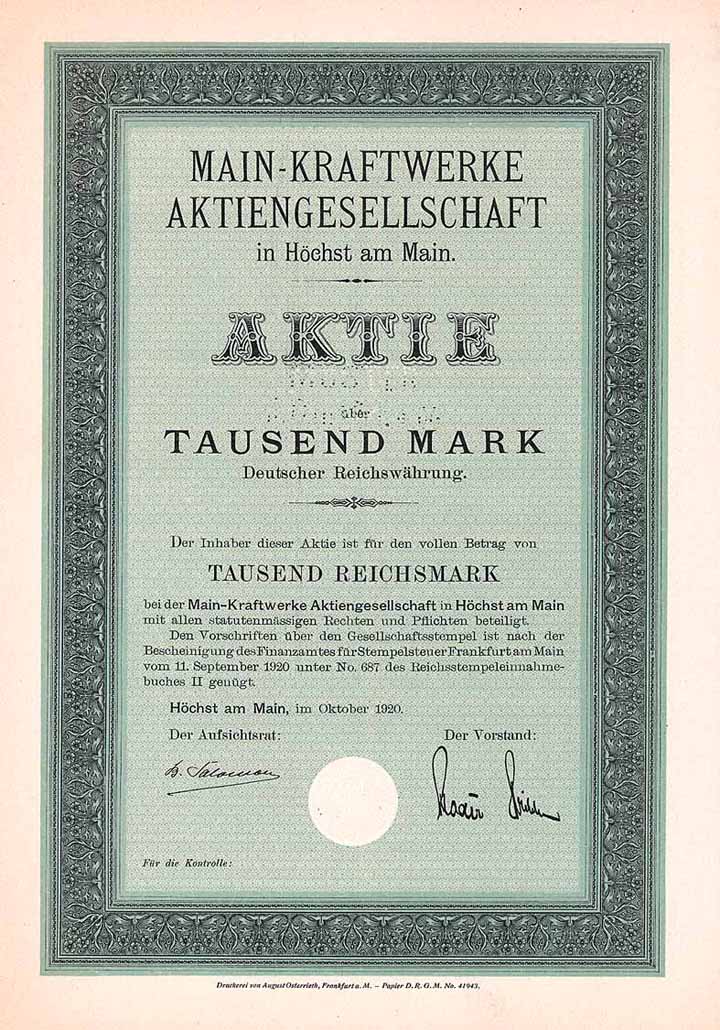 MAIN-KRAFTWERKE
AKTIENGESELLSCHAFT
in Höchst am Main.
AKTIE
über
TAUSEND MARK
Deutscher Reichswährung.
Der Inhaber dieser Aktie ist für den vollen Betrag von
TAUSEND REICHSMARK
bei der Main-Kraftwerke Aktiengesellschaft in Höchst am Main
mit allen statutenmässigen Rechten und Pflichten beteiligt.
Den Vorschriften über den Gesellschaftsstempel ist nach der
Bescheinigung des Finanzamtes für Stempelsteuer Frankfurt am Main
vom 11. September 1920 unter No. 687 des Reichsstempeleinnahme-
buches II genügt.
Höchst am Main, im Oktober 1920.
Der Aufsichtsrat: Der Vorstand:
B. Salomon
Für die Kontrolle:
Druckerei von August Osterrieth, Frankfurt a. M. – Papier D. R. G. M. No. 41943.